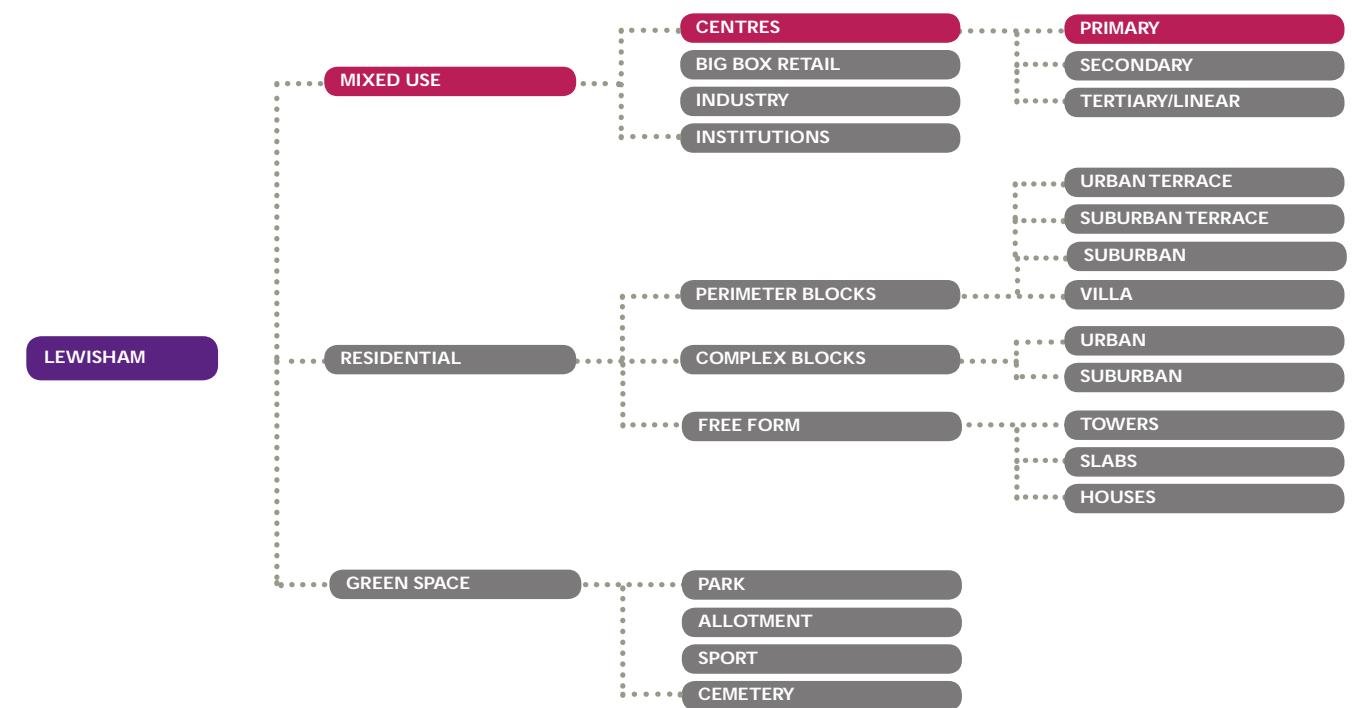 LEWISHAM
MIXED USE
CENTRES
PRIMARY
SECONDARY
TERTIARY/LINEAR
BIG BOX RETAIL
INDUSTRY
INSTITUTIONS
RESIDENTIAL
PERIMETER BLOCKS
URBAN TERRACE
SUBURBAN TERRACE
SUBURBAN
VILLA
COMPLEX BLOCKS
URBAN
SUBURBAN
FREE FORM
TOWERS
SLABS
HOUSES
GREEN SPACE
PARK
ALLOTMENT
SPORT
CEMETERY